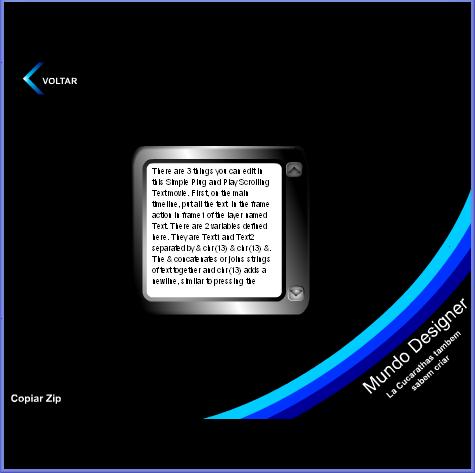 VOLTAR
There are 3 things you can edit in
this Simple Plug and Play Scrolling
Text movie. First, on the main
timeline, put all the text in the frame
action in frame 1 of the layer named
Text. There are 2 variables defined
here. They are Text1 and Text2
separated by & chr(13) & chr(13) &.
The & concatenates or joins strings
of text together and chr(13) adds a
newline, similar to pressing the
Mundo Designer
La Cucarathas tambem
sabem criar
Copiar Zip